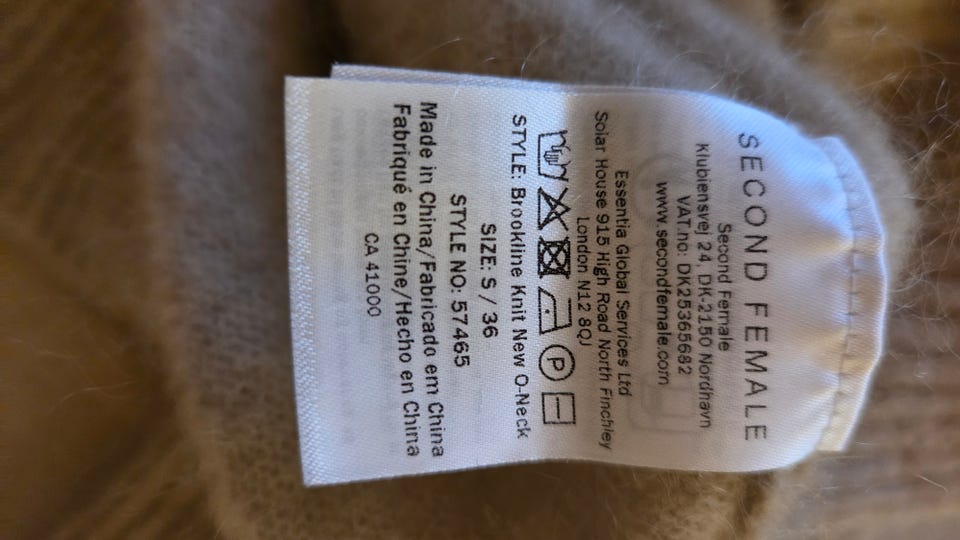 SECOND FEMALE
Second Female
Klubiensvej 24, DK-2150 Nordhavn
VAT.no: DK25365682
www.secondfemale.com
Essentia Global Services Ltd
Solar House 915 High Road North Finchley
London N12 8QJ
P
STYLE: Brookline Knit New O-Neck
SIZE: S / 36
STYLE NO: 57465
Made in China/Fabricado em China
Fabriqué en Chine/Hecho en China
CA 41000